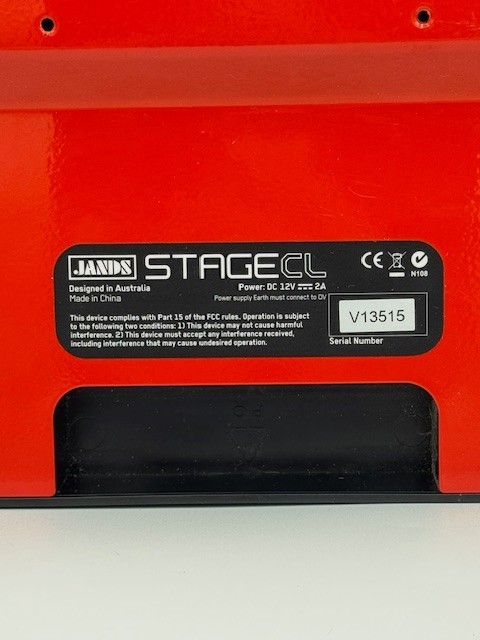 JANDS STAGECL
Designed in Australia
Made in China
Power: DC 12V 2A
Power supply Earth must connect to 0V
CE
N108
This device complies with Part 15 of the FCC rules. Operation is subject
to the following two conditions: 1) This device may not cause harmful
interference. 2) This device must accept any interference received,
including interference that may cause undesired operation.
V13515
Serial Number